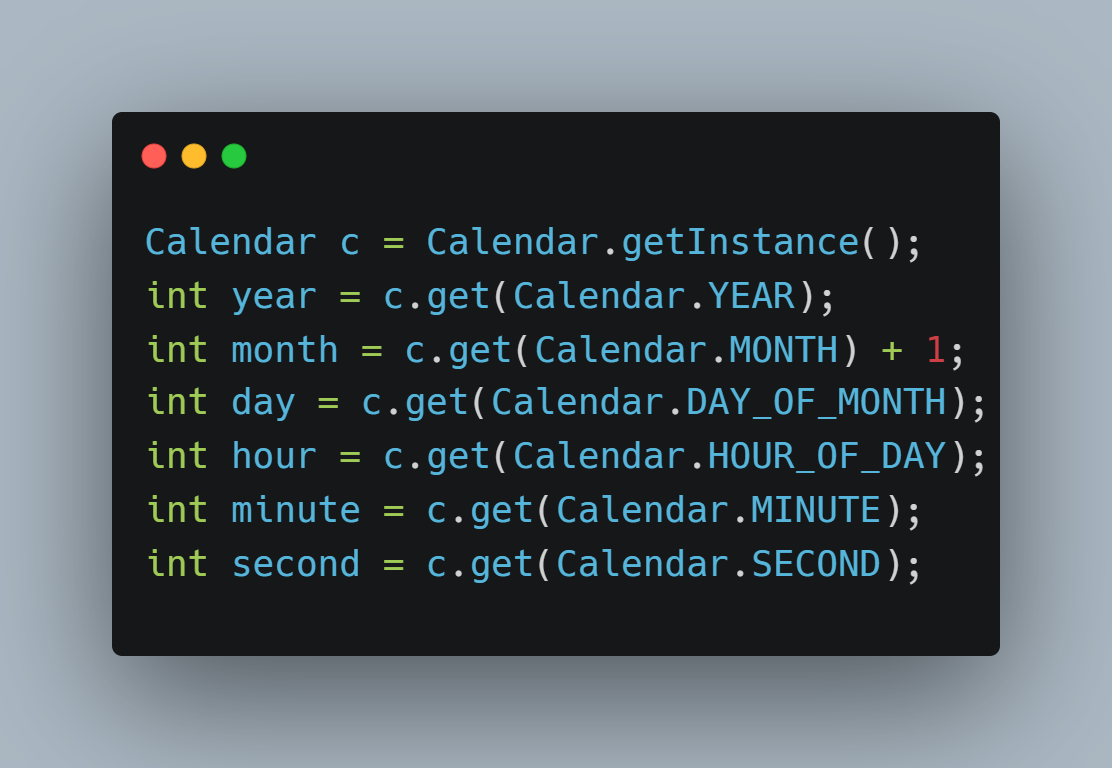 Calendar c = Calendar.getInstance();
int year = c.get(Calendar.YEAR);
int month = c.get(Calendar.MONTH) + 1;
int day = c.get(Calendar.DAY_OF_MONTH);
int hour = c.get(Calendar.HOUR_OF_DAY);
int minute = c.get(Calendar.MINUTE);
int second = c.get(Calendar.SECOND);